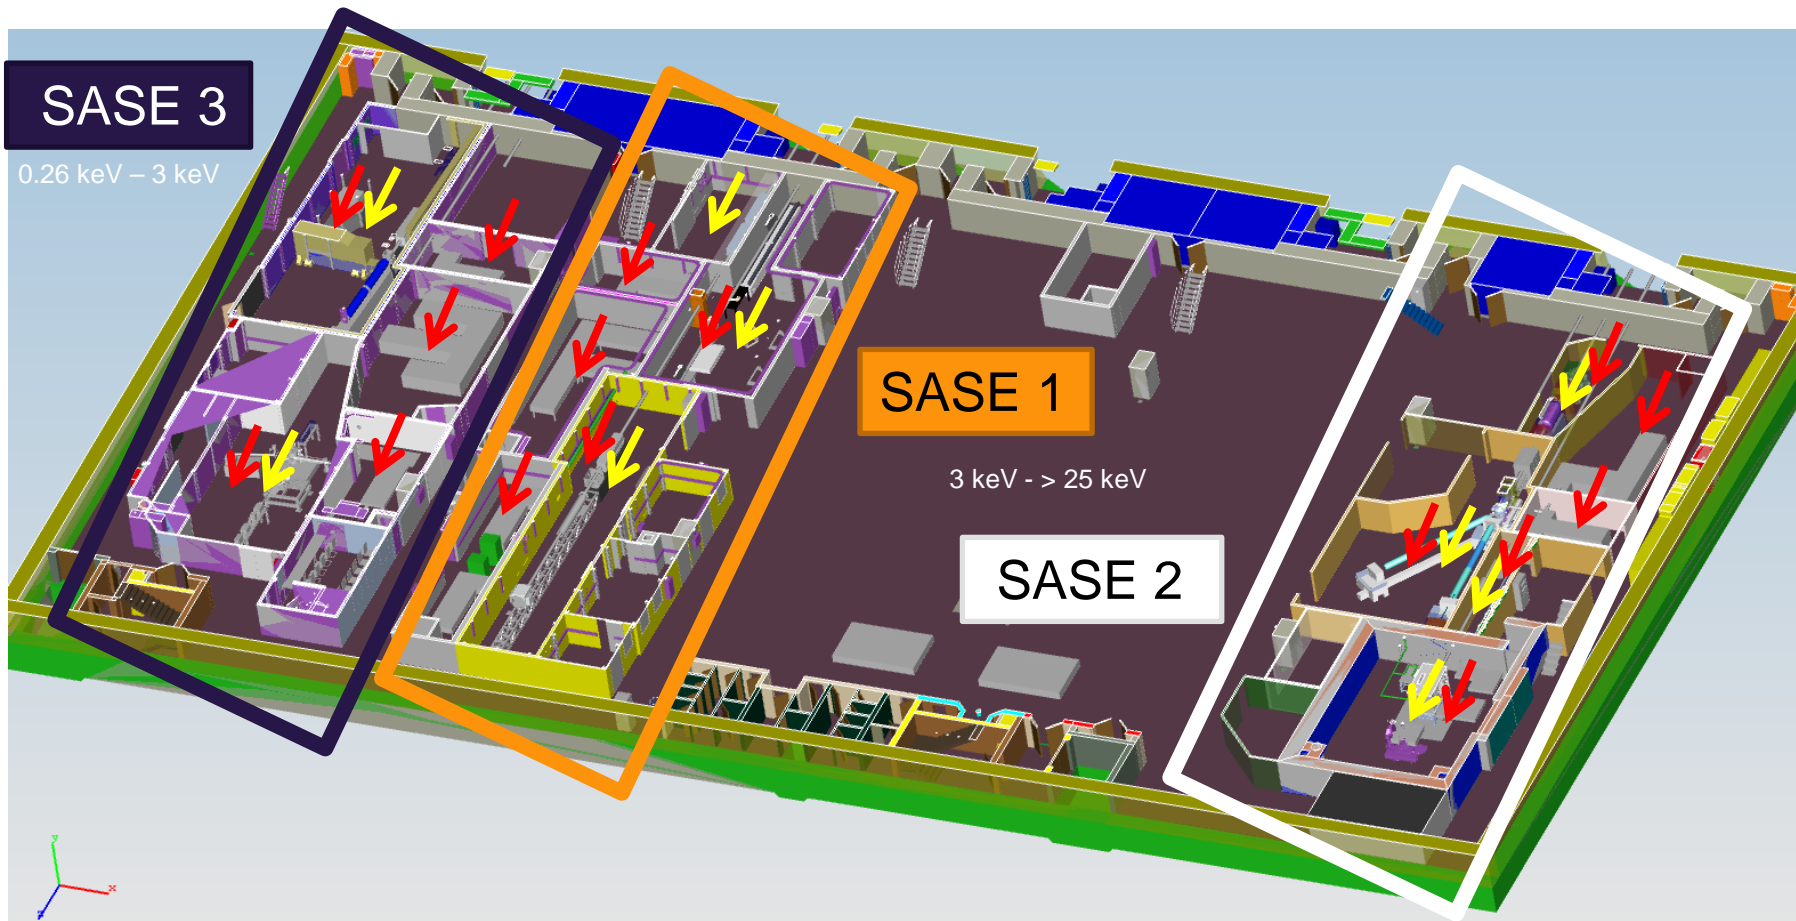 SASE 3
0.26 keV – 3 keV
SASE 1
3 keV - > 25 keV
SASE 2